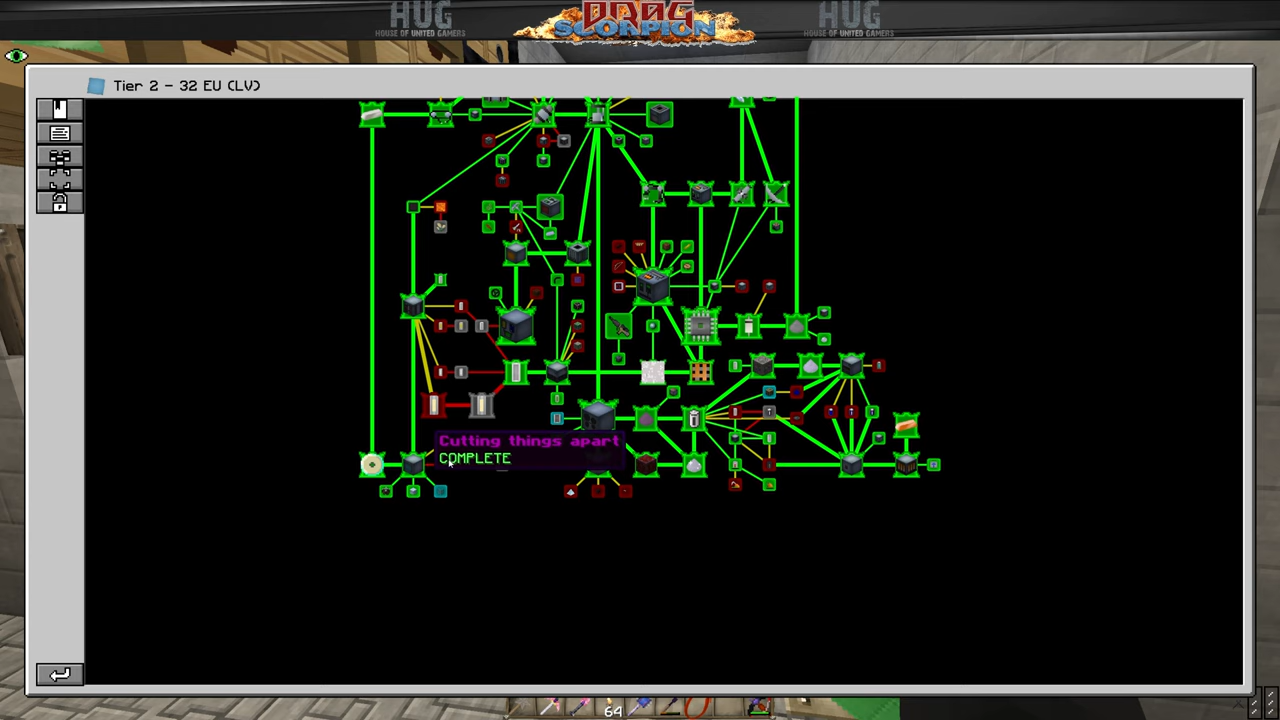 HUG
HOUSE OF UNITED GAMERS
DRAG
SCORPION
HUG
HOUSE OF UNITED GAMERS
Tier 2 - 32 EU (LV)
Cutting things apart
COMPLETE
64